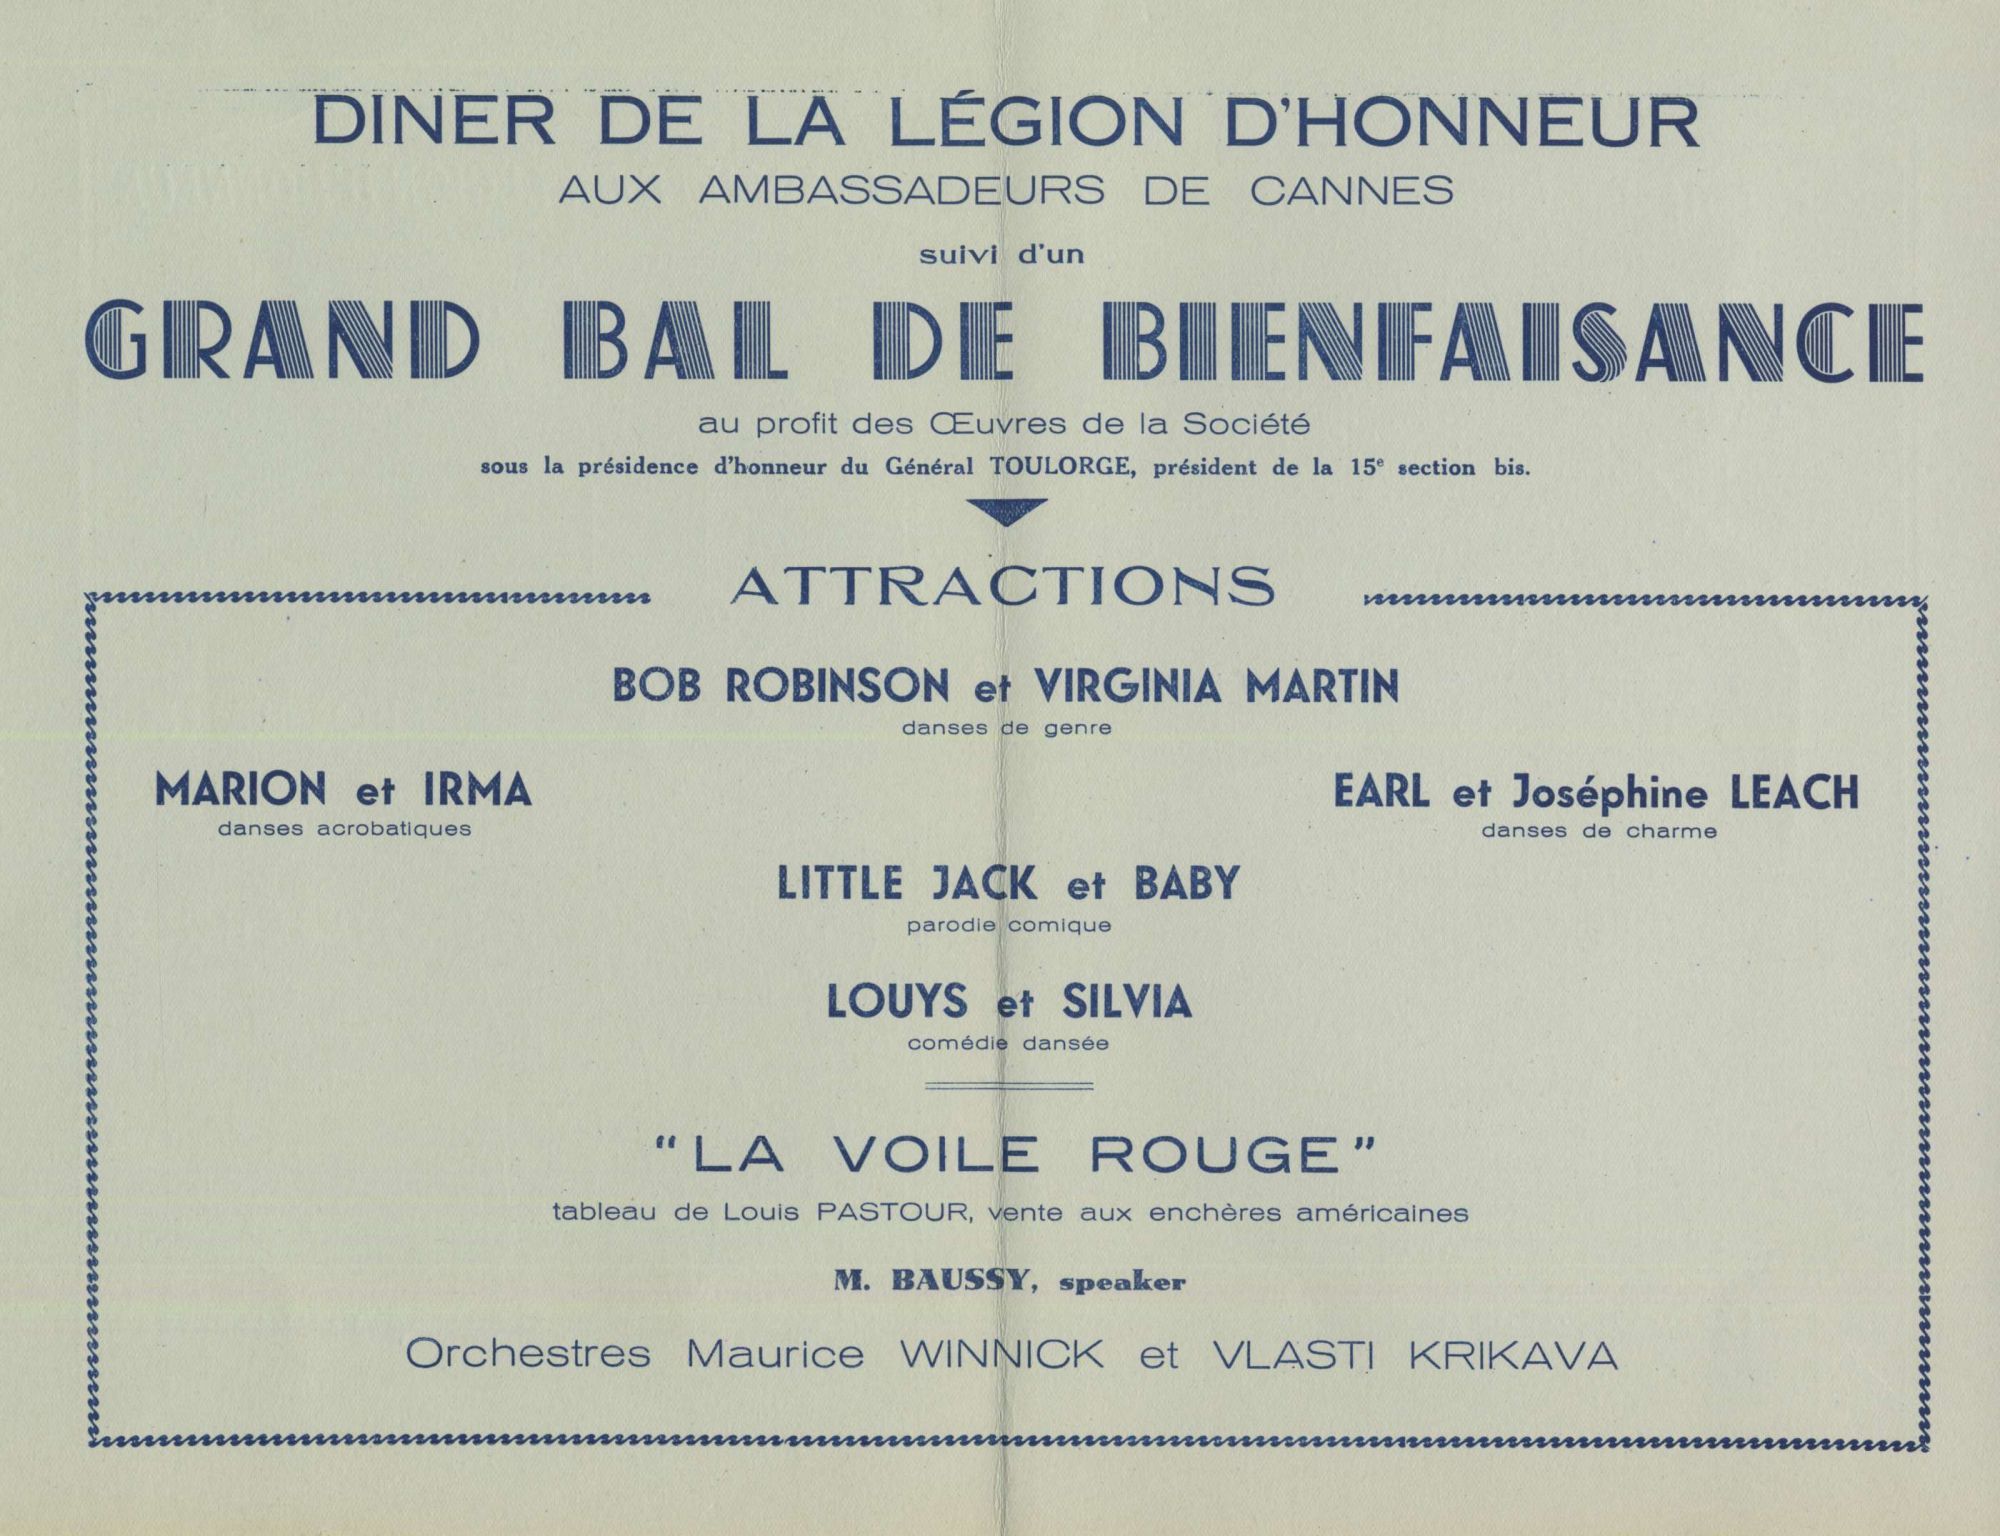 DINER DE LA LÉGION D'HONNEUR
AUX AMBASSADEURS DE CANNES
suivi d'un
GRAND BAL DE BIENFAISANCE
au profit des Œuvres de la Société
sous la présidence d'honneur du Général TOULORGE, président de la 15e section bis.
ATTRACTIONS
BOB ROBINSON et VIRGINIA MARTIN
danses de genre
MARION et IRMA
danses acrobatiques
EARL et Joséphine LEACH
danses de charme
LITTLE JACK et BABY
parodie comique
LOUYS et SILVIA
comédie dansée
"LA VOILE ROUGE"
tableau de Louis PASTOUR, vente aux enchères américaines
M. BAUSSY, speaker
Orchestres Maurice WINNICK et VLASTI KRIKAVA